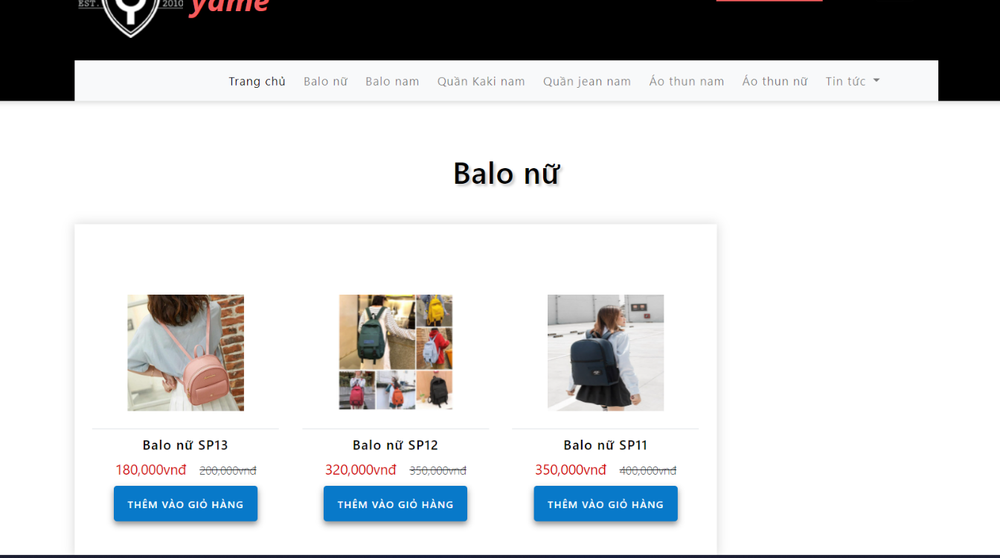 EST. 2010 yame
Trang chủ Balo nữ Balo nam Quần Kaki nam Quần jean nam Áo thun nam Áo thun nữ Tin tức
Balo nữ
Balo nữ SP13 Balo nữ SP12 Balo nữ SP11
180,000vnđ 200,000vnđ 320,000vnđ 350,000vnđ 350,000vnđ 400,000vnđ
THÊM VÀO GIỎ HÀNG THÊM VÀO GIỎ HÀNG THÊM VÀO GIỎ HÀNG